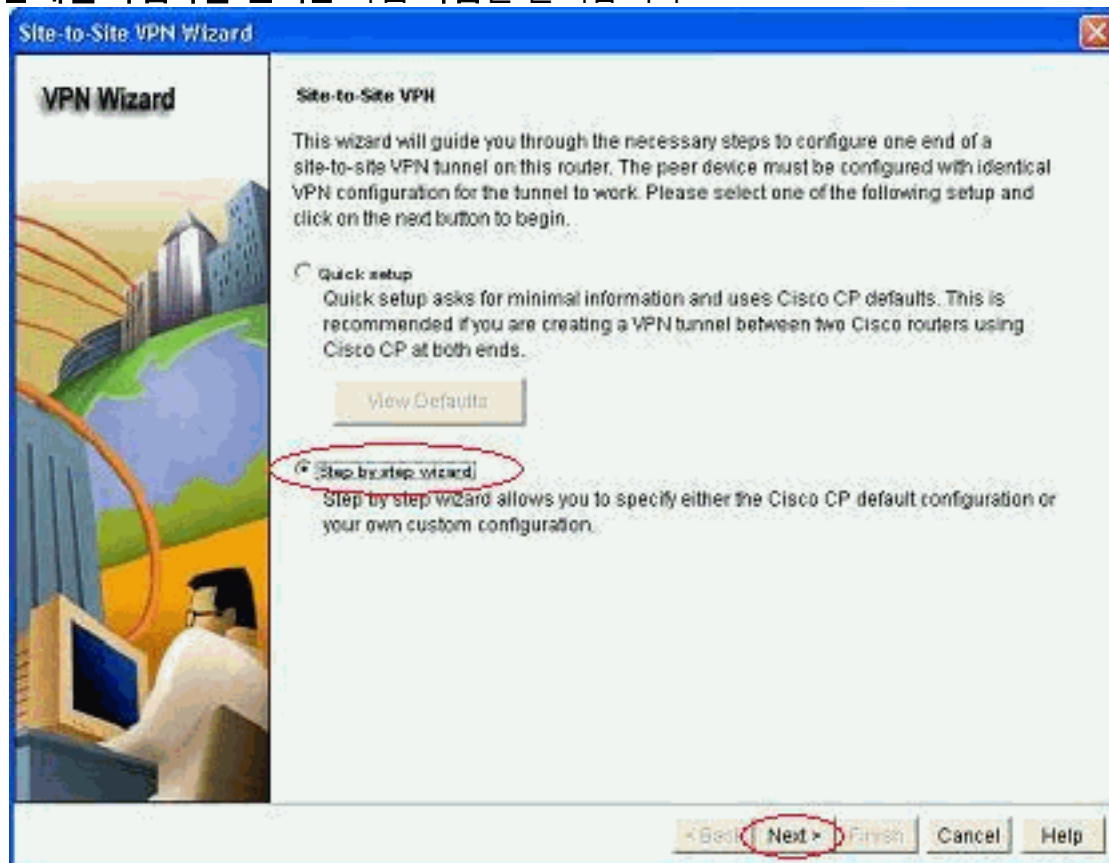 Site-to-Site VPN Wizard
VPN Wizard
Site-to-Site VPN
This wizard will guide you through the necessary steps to configure one end of a
site-to-site VPN tunnel on this router. The peer device must be configured with identical
VPN configuration for the tunnel to work. Please select one of the following setup and
click on the next button to begin.
Quick setup
Quick setup asks for minimal information and uses Cisco CP defaults. This is
recommended if you are creating a VPN tunnel between two Cisco routers using
Cisco CP at both ends.
View Defaults
Step by step wizard
Step by step wizard allows you to specify either the Cisco CP default configuration or
your own custom configuration.
< Back Next > Finish Cancel Help